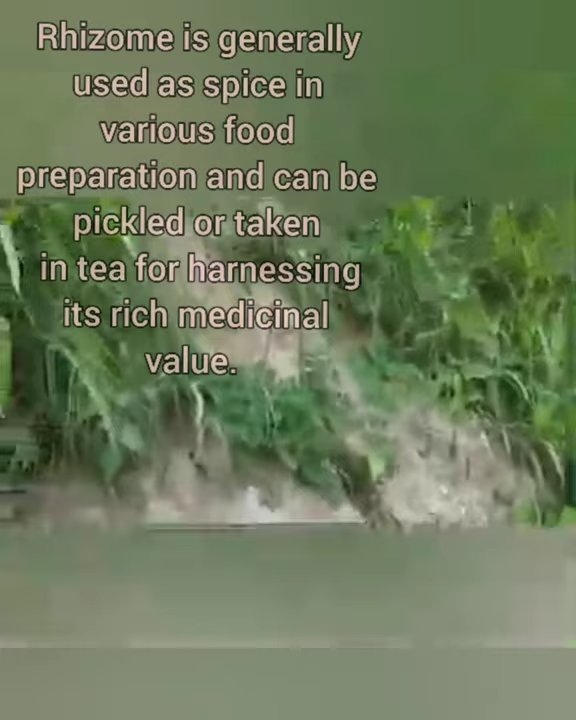 Rhizome is generally
used as spice in
various food
preparation and can be
pickled or taken
in tea for harnessing
its rich medicinal
value.